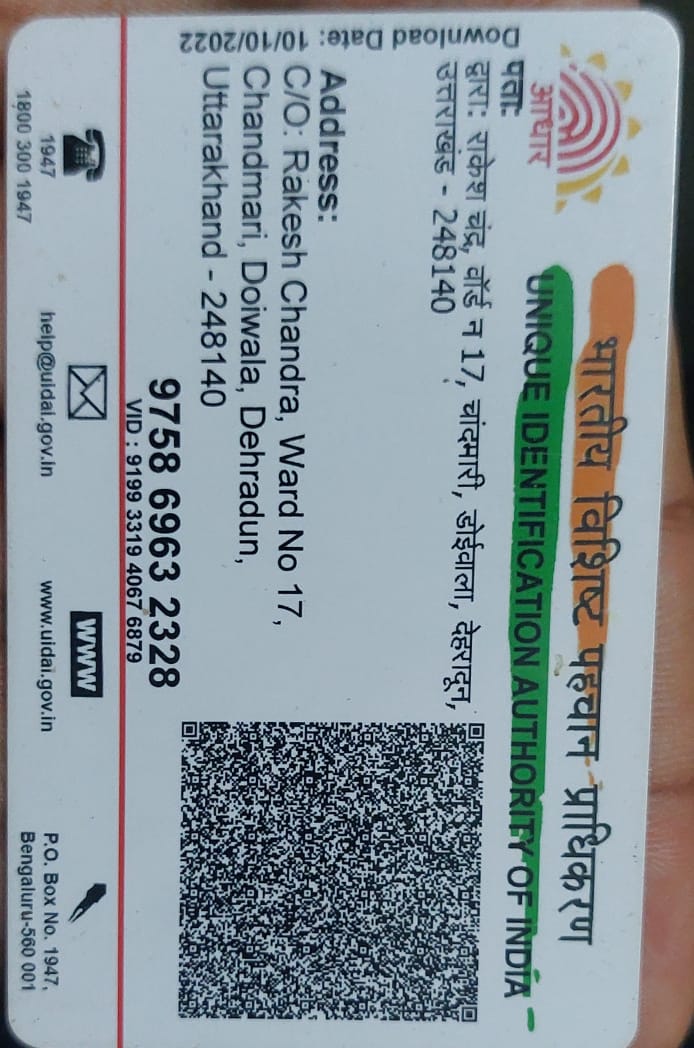 भारतीय विशिष्ट पहचान प्राधिकरण
UNIQUE IDENTIFICATION AUTHORITY OF INDIA
आधार
Download Date: 10/10/2022
पता:
द्वारा: राकेश चंद्र, वॉर्ड न 17, चांदमारी, डोईवाला, देहरादून,
उत्तराखंड - 248140
Address:
C/O: Rakesh Chandra, Ward No 17,
Chandmari, Doiwala, Dehradun,
Uttarakhand - 248140
9758 6963 2328
VID : 9199 3319 4067 6879
1947
1800 300 1947
help@uidai.gov.in
www
www.uidai.gov.in
P.O. Box No. 1947,
Bengaluru-560 001